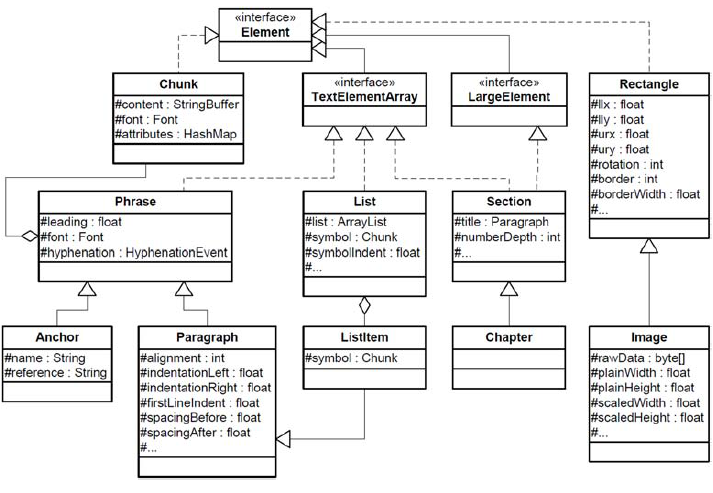 «interface»
Element
Chunk
#content : StringBuffer
#font : Font
#attributes : HashMap
«interface»
TextElementArray
«interface»
LargeElement
Rectangle
#llx : float
#lly : float
#urx : float
#ury : float
#rotation : int
#border : int
#borderWidth : float
#...
Phrase
#leading : float
#font : Font
#hyphenation : HyphenationEvent
List
#list : ArrayList
#symbol : Chunk
#symbolIndent : float
#...
Section
#title : Paragraph
#numberDepth : int
#...
Anchor
#name : String
#reference : String
Paragraph
#alignment : int
#indentationLeft : float
#indentationRight : float
#firstLineIndent : float
#spacingBefore : float
#spacingAfter : float
#...
ListItem
#symbol : Chunk
Chapter
Image
#rawData : byte[]
#plainWidth : float
#plainHeight : float
#scaledWidth : float
#scaledHeight : float
#...